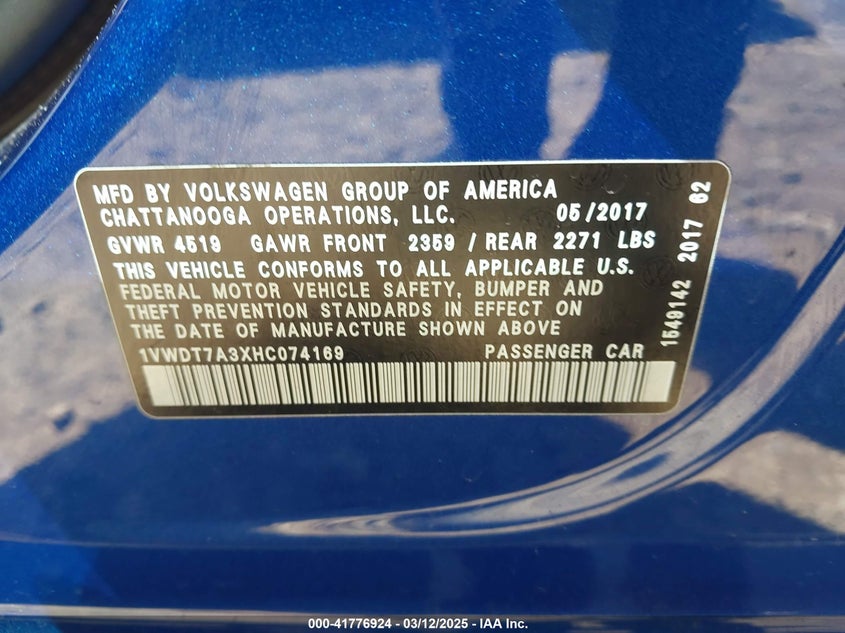 MFD BY VOLKSWAGEN GROUP OF AMERICA
CHATTANOOGA OPERATIONS, LLC. 05/2017
GVWR 4519 GAWR FRONT 2359 / REAR 2271 LBS
THIS VEHICLE CONFORMS TO ALL APPLICABLE U.S.
FEDERAL MOTOR VEHICLE SAFETY, BUMPER AND
THEFT PREVENTION STANDARDS IN EFFECT ON
THE DATE OF MANUFACTURE SHOWN ABOVE
1VWDT7A3XHC074169 PASSENGER CAR
1549142 2017 62
000-41776924 - 03/12/2025 - IAA Inc.